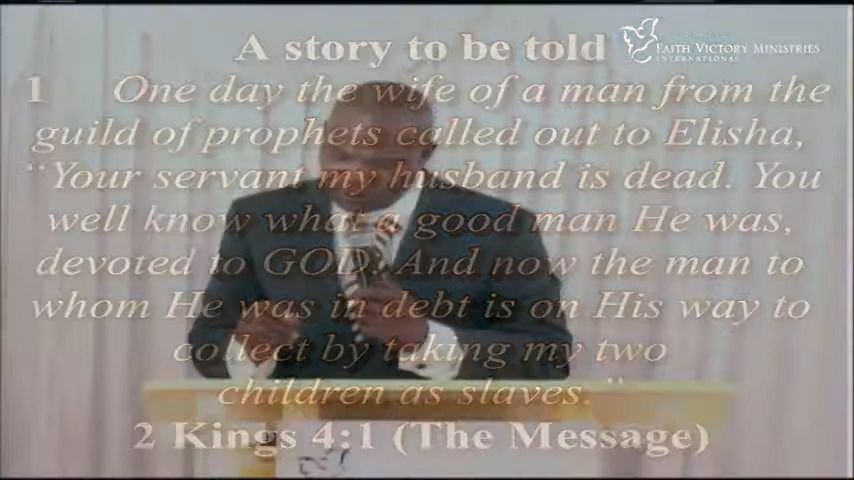 A story to be told
FAITH VICTORY MINISTRIES
INTERNATIONAL
1 One day the wife of a man from the
guild of prophets called out to Elisha,
"Your servant my husband is dead. You
well know what a good man He was,
devoted to GOD. And now the man to
whom He was in debt is on His way to
collect by taking my two
children as slaves."
2 Kings 4:1 (The Message)